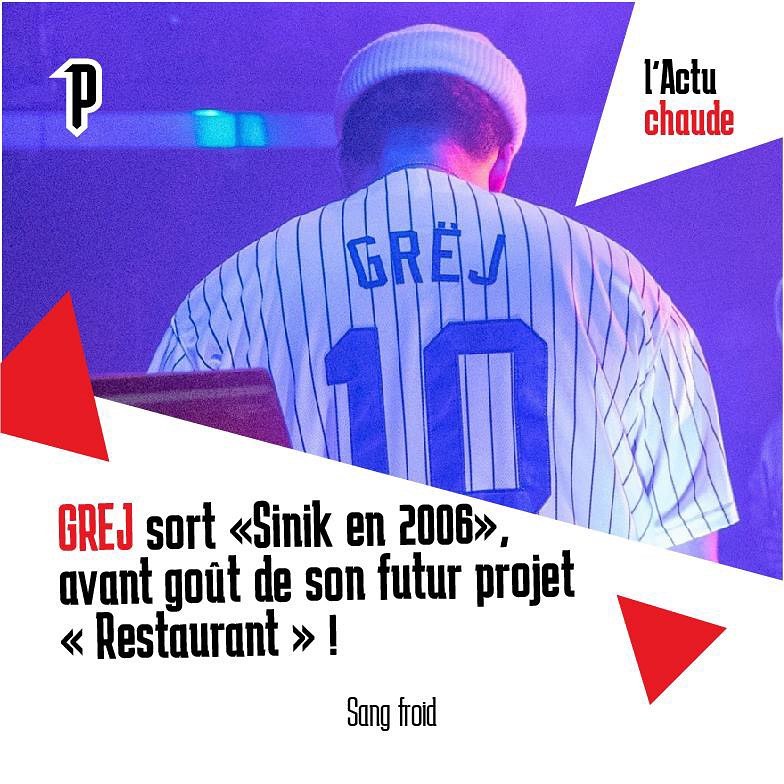 P
l'Actu
chaude
GRËJ
10
GREJ sort «Sinik en 2006»,
avant goût de son futur projet
« Restaurant » !
Sang froid